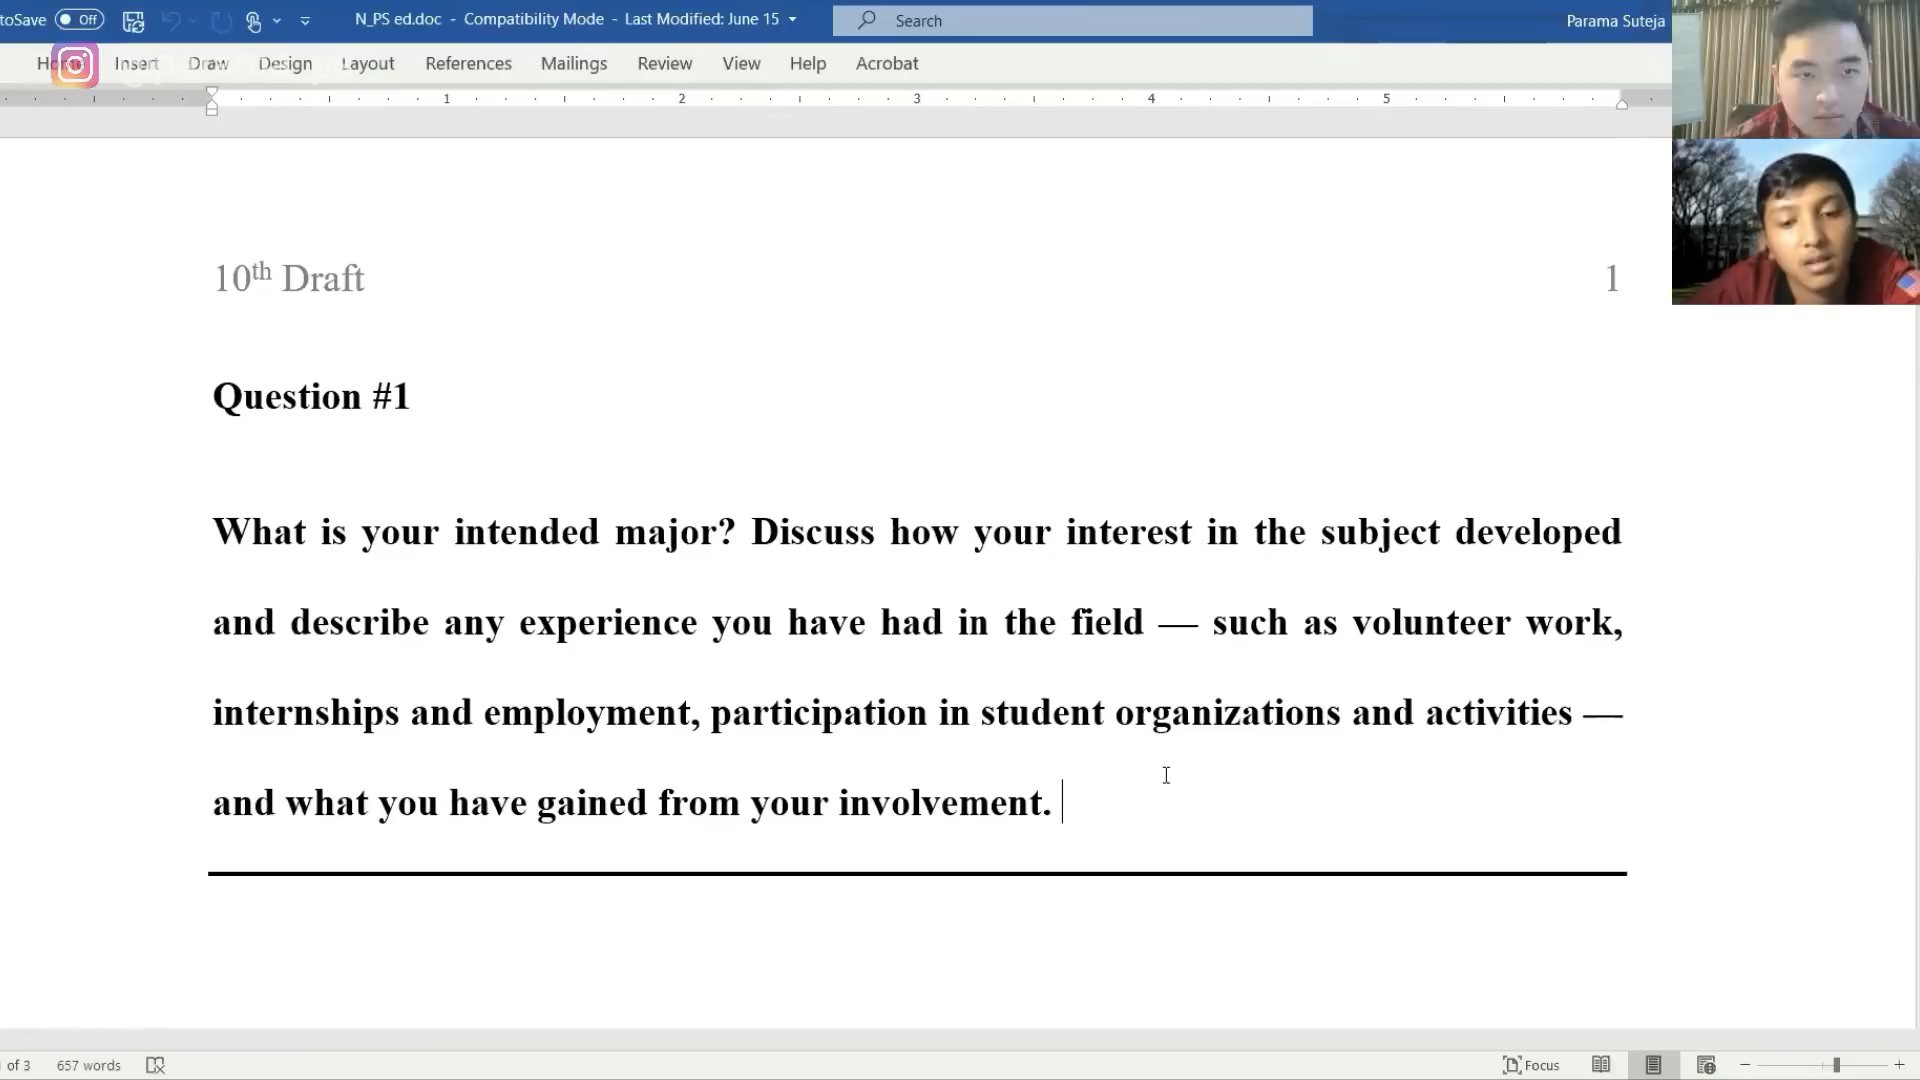 toSave Off N_PS ed.doc - Compatibility Mode - Last Modified: June 15 Search Parama Suteja
Home Insert Draw Design Layout References Mailings Review View Help Acrobat
1 2 3 4 5
10th Draft 1
Question #1
What is your intended major? Discuss how your interest in the subject developed
and describe any experience you have had in the field — such as volunteer work,
internships and employment, participation in student organizations and activities —
and what you have gained from your involvement.
of 3 657 words Focus